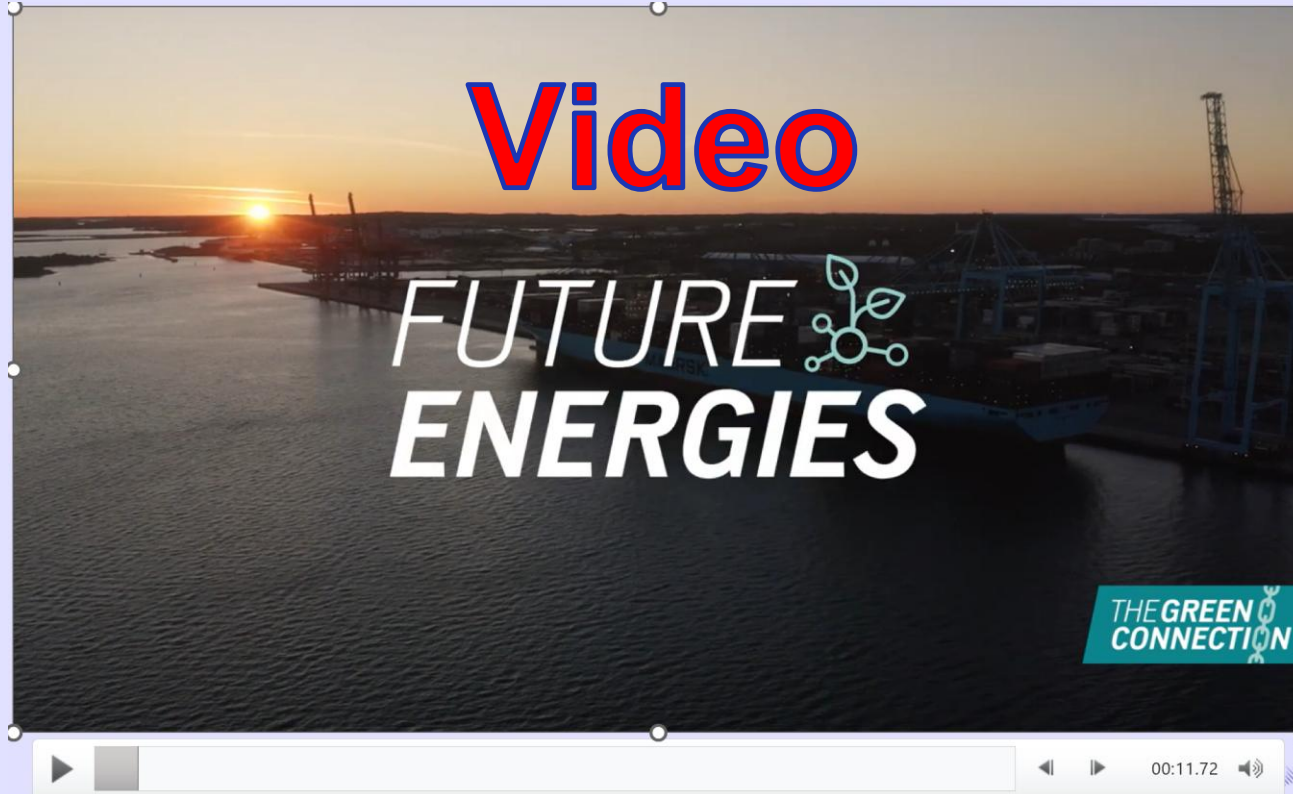 Video
FUTURE
ENERGIES
THE GREEN
CONNECTION
00:11.72